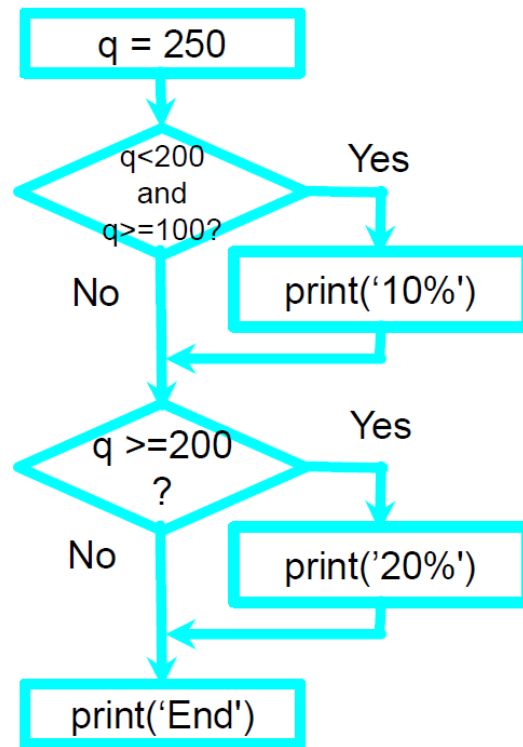 q = 250
q<200
and
q>=100?
Yes
No
print(‘10%')
q >=200
?
Yes
No
print(’20%')
print(‘End')